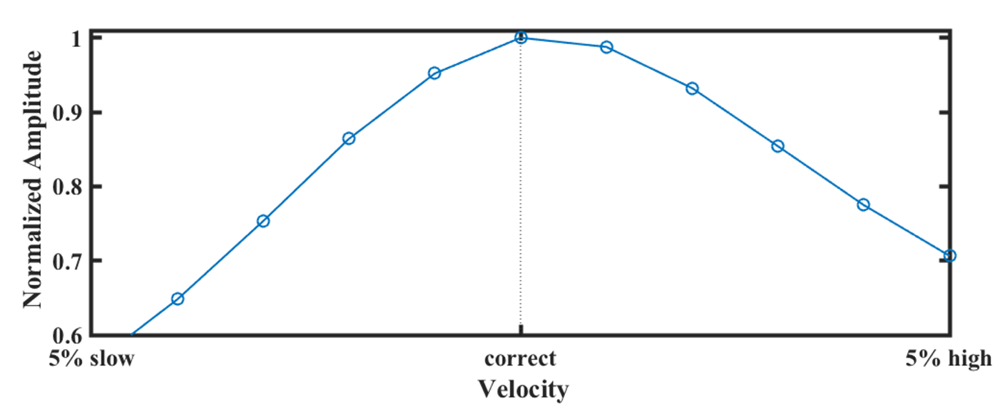 Normalized Amplitude
1
0.9
0.8
0.7
0.6
5% slow
correct
5% high
Velocity